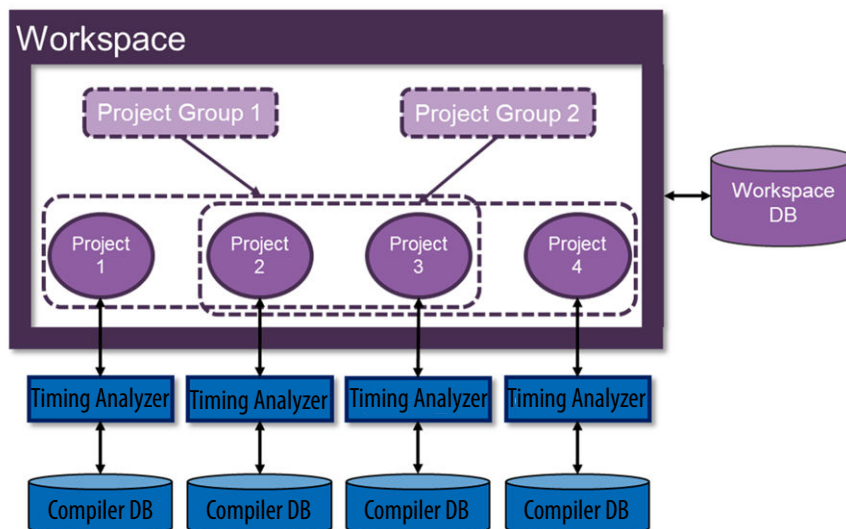 Workspace
Project Group 1
Project Group 2
Workspace
DB
Project
1
Project
2
Project
3
Project
4
Timing Analyzer
Timing Analyzer
Timing Analyzer
Timing Analyzer
Compiler DB
Compiler DB
Compiler DB
Compiler DB